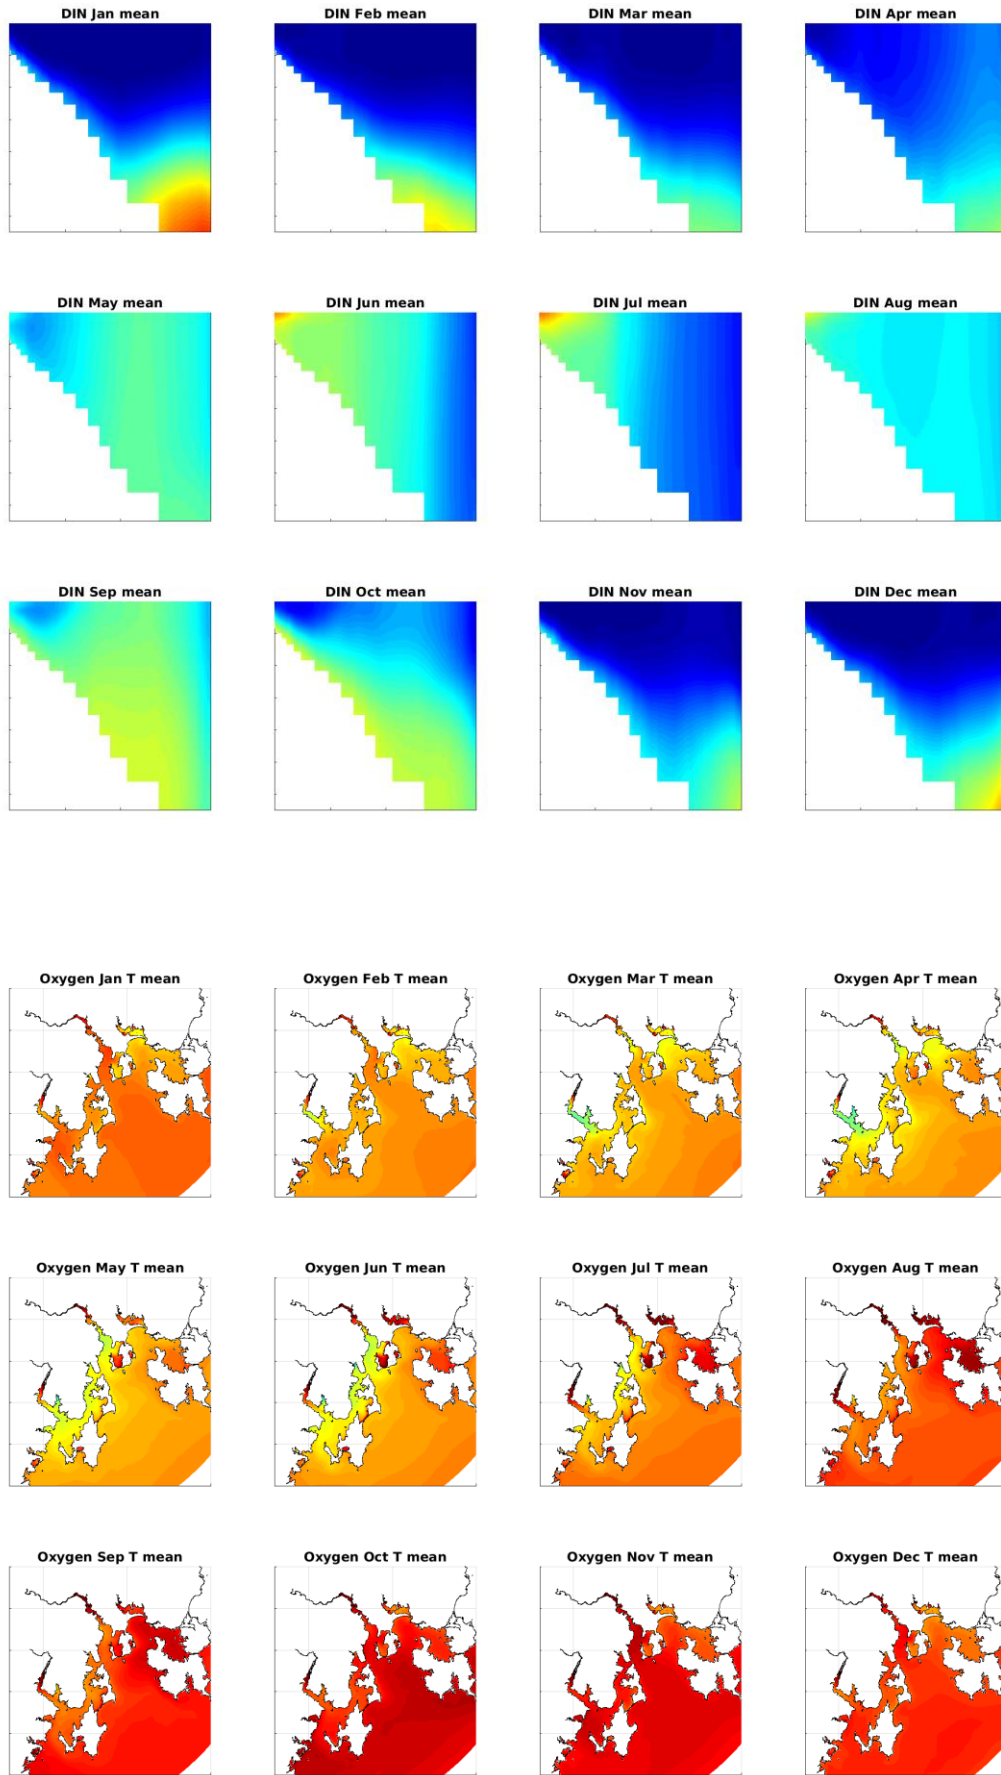 DIN Jan mean
DIN Feb mean
DIN Mar mean
DIN Apr mean
DIN May mean
DIN Jun mean
DIN Jul mean
DIN Aug mean
DIN Sep mean
DIN Oct mean
DIN Nov mean
DIN Dec mean
Oxygen Jan T mean
Oxygen Feb T mean
Oxygen Mar T mean
Oxygen Apr T mean
Oxygen May T mean
Oxygen Jun T mean
Oxygen Jul T mean
Oxygen Aug T mean
Oxygen Sep T mean
Oxygen Oct T mean
Oxygen Nov T mean
Oxygen Dec T mean